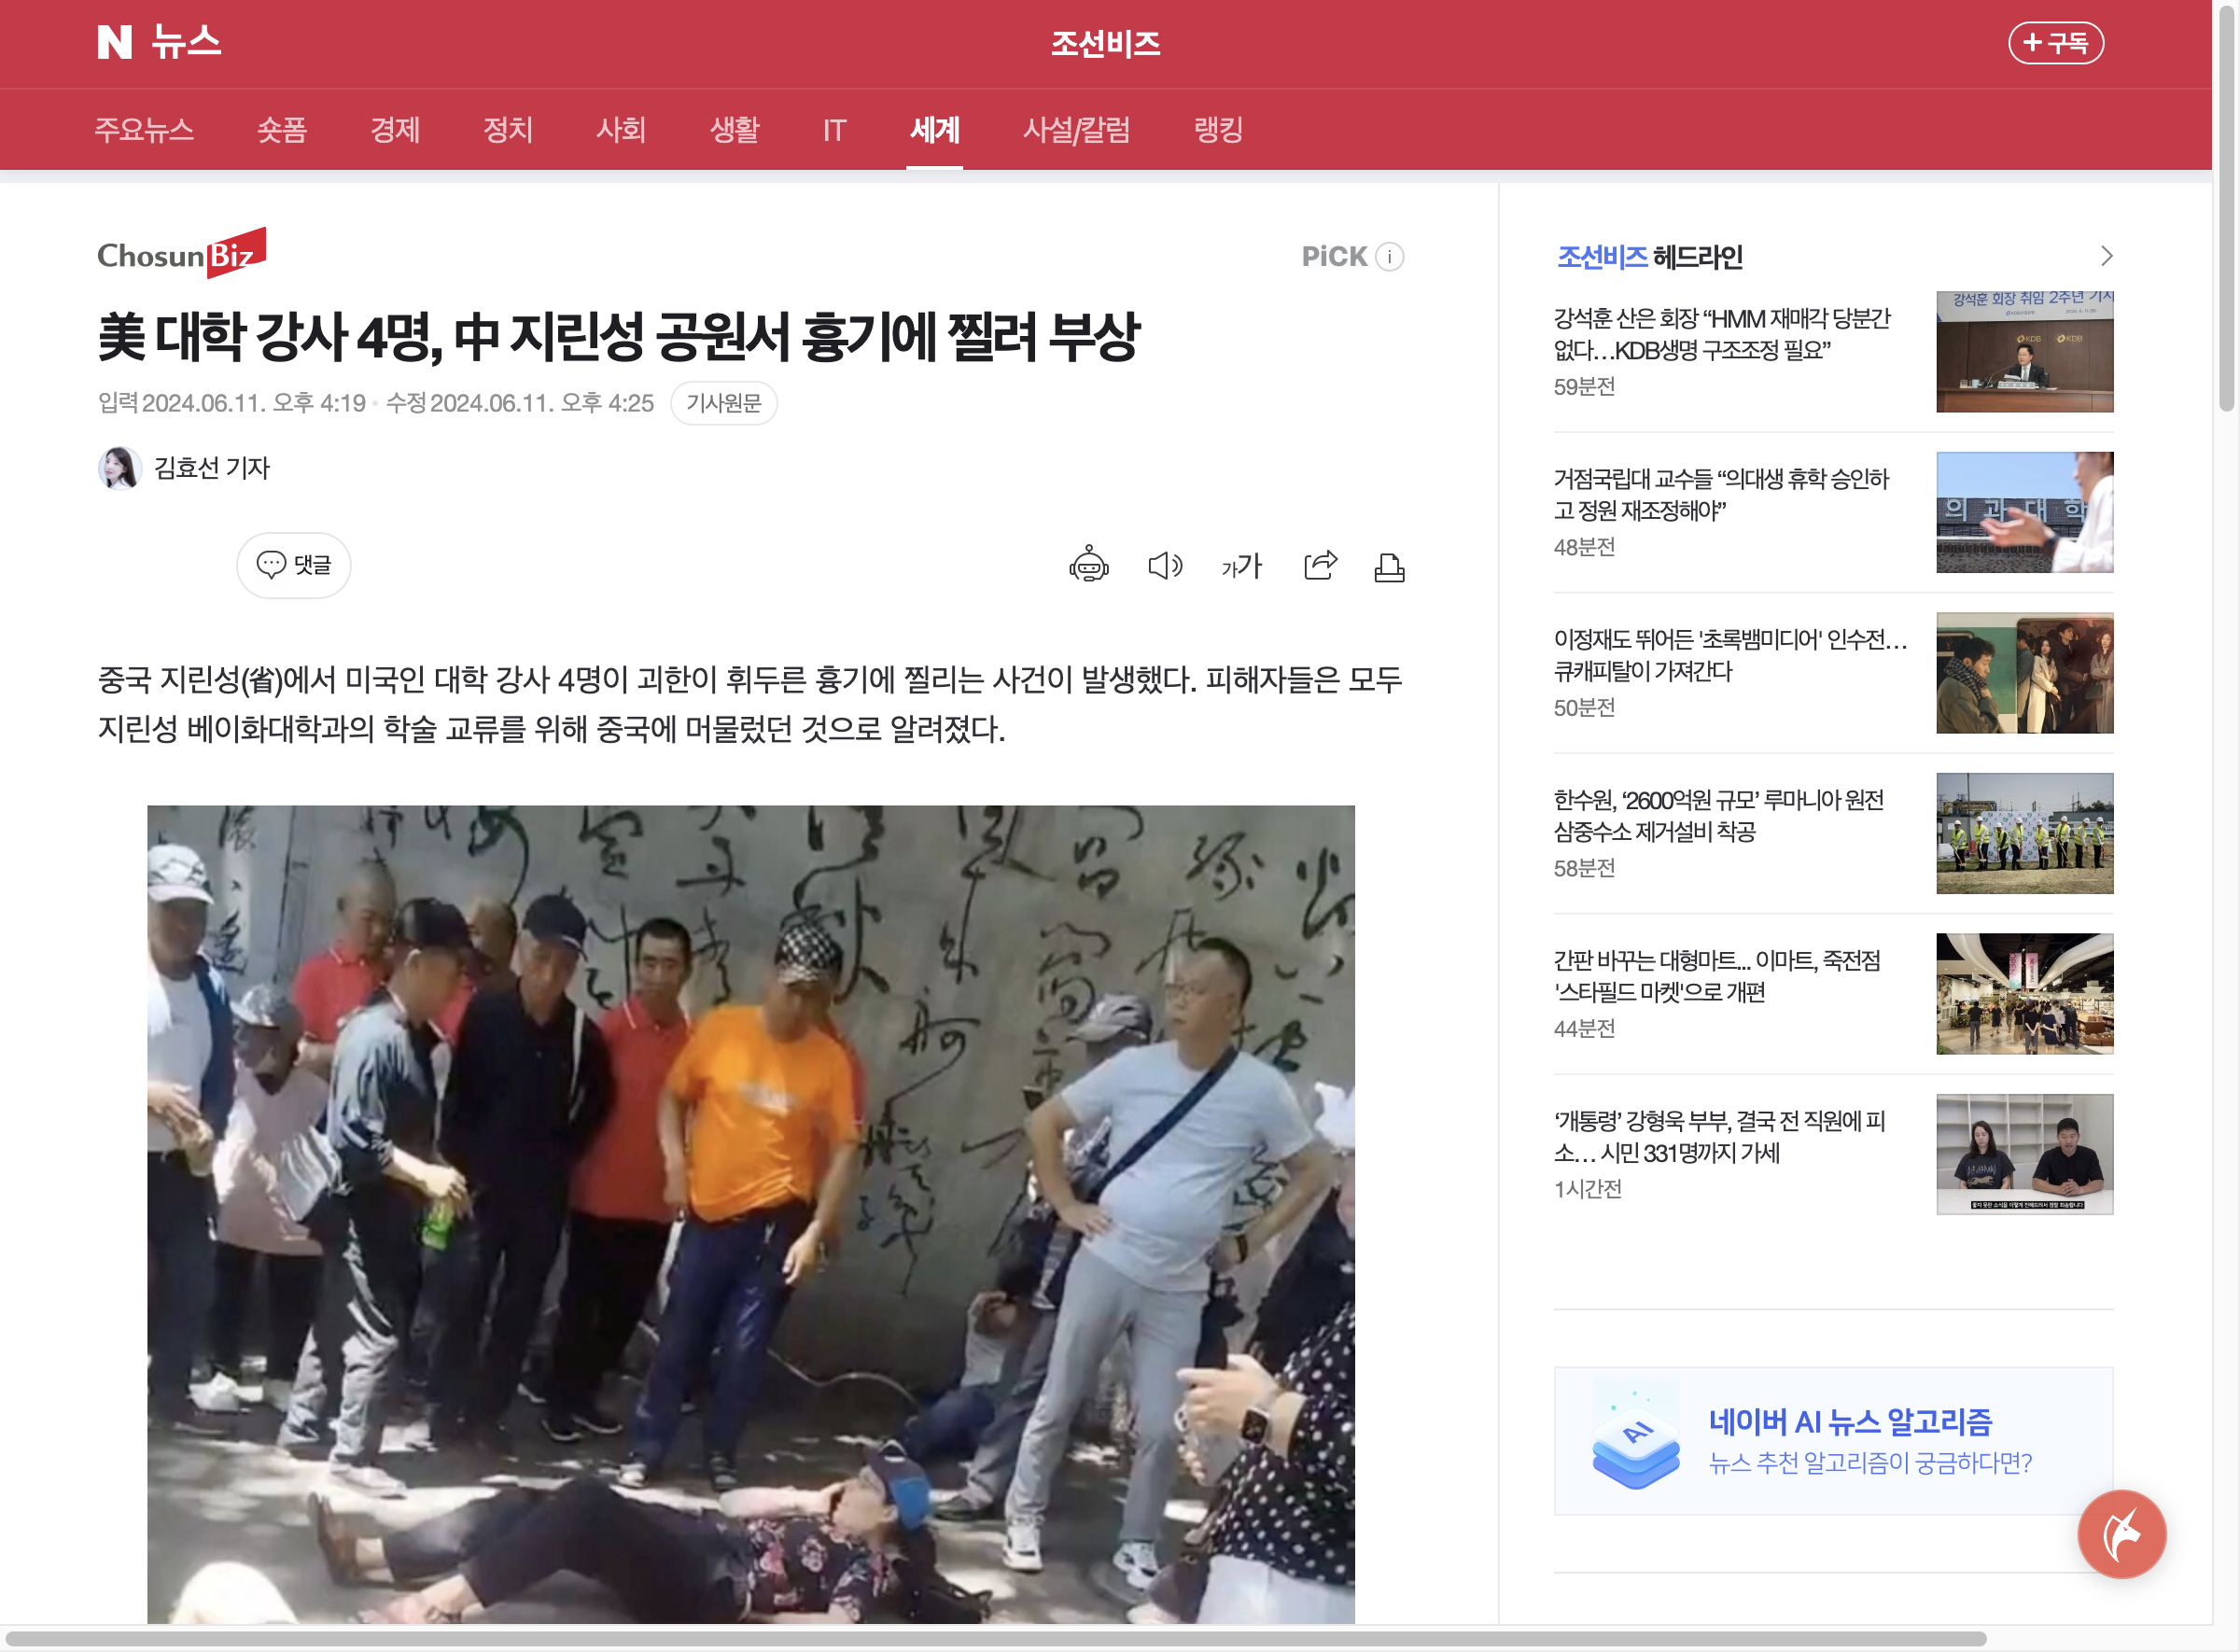 N 뉴스
조선비즈
+ 구독
주요뉴스 숏폼 경제 정치 사회 생활 IT 세계 사설/칼럼 랭킹
ChosunBiz
PiCK i
美 대학 강사 4명, 中 지린성 공원서 흉기에 찔려 부상
입력 2024.06.11. 오후 4:19 · 수정 2024.06.11. 오후 4:25 기사원문
김효선 기자
댓글
가가
중국 지린성(省)에서 미국인 대학 강사 4명이 괴한이 휘두른 흉기에 찔리는 사건이 발생했다. 피해자들은 모두
지린성 베이화대학과의 학술 교류를 위해 중국에 머물렀던 것으로 알려졌다.
조선비즈 헤드라인
강석훈 산은 회장 “HMM 재매각 당분간
없다…KDB생명 구조조정 필요”
59분전
강석훈 회장 취임 2주년 기자
KDB KDB
거점국립대 교수들 “의대생 휴학 승인하
고 정원 재조정해야”
48분전
의 과 대 학
이정재도 뛰어든 '초록뱀미디어' 인수전…
큐캐피탈이 가져간다
50분전
한수원, ‘2600억원 규모’ 루마니아 원전
삼중수소 제거설비 착공
58분전
간판 바꾸는 대형마트... 이마트, 죽전점
'스타필드 마켓'으로 개편
44분전
‘개통령’ 강형욱 부부, 결국 전 직원에 피
소… 시민 331명까지 가세
1시간전
AI
네이버 AI 뉴스 알고리즘
뉴스 추천 알고리즘이 궁금하다면?